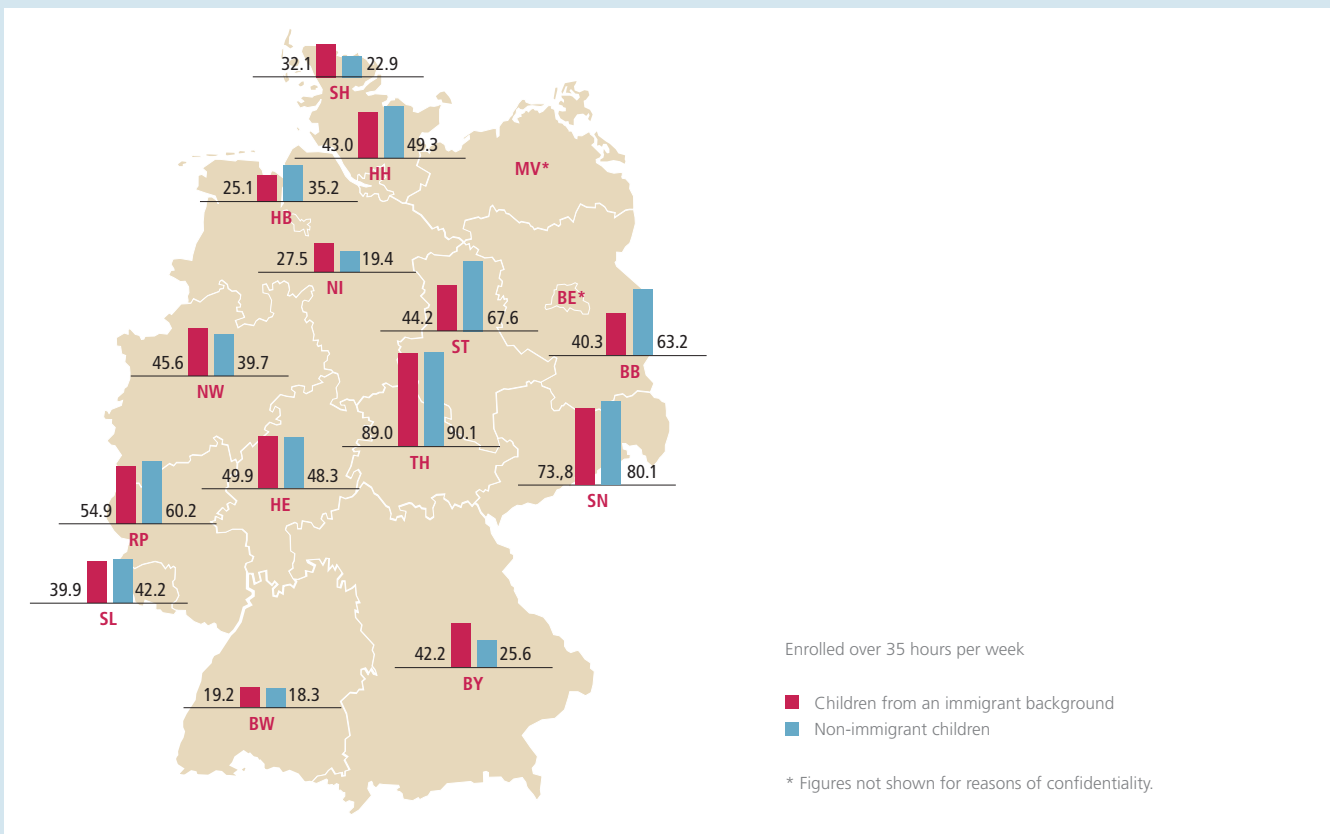 32.1 22.9
SH
43.0 49.3
HH
MV*
25.1 35.2
HB
27.5 19.4
NI
BE*
44.2 67.6
ST
40.3 63.2
BB
45.6 39.7
NW
89.0 90.1
TH
73.,8 80.1
SN
49.9 48.3
HE
54.9 60.2
RP
39.9 42.2
SL
42.2 25.6
BY
19.2 18.3
BW
Enrolled over 35 hours per week
Children from an immigrant background
Non-immigrant children
* Figures not shown for reasons of confidentiality.